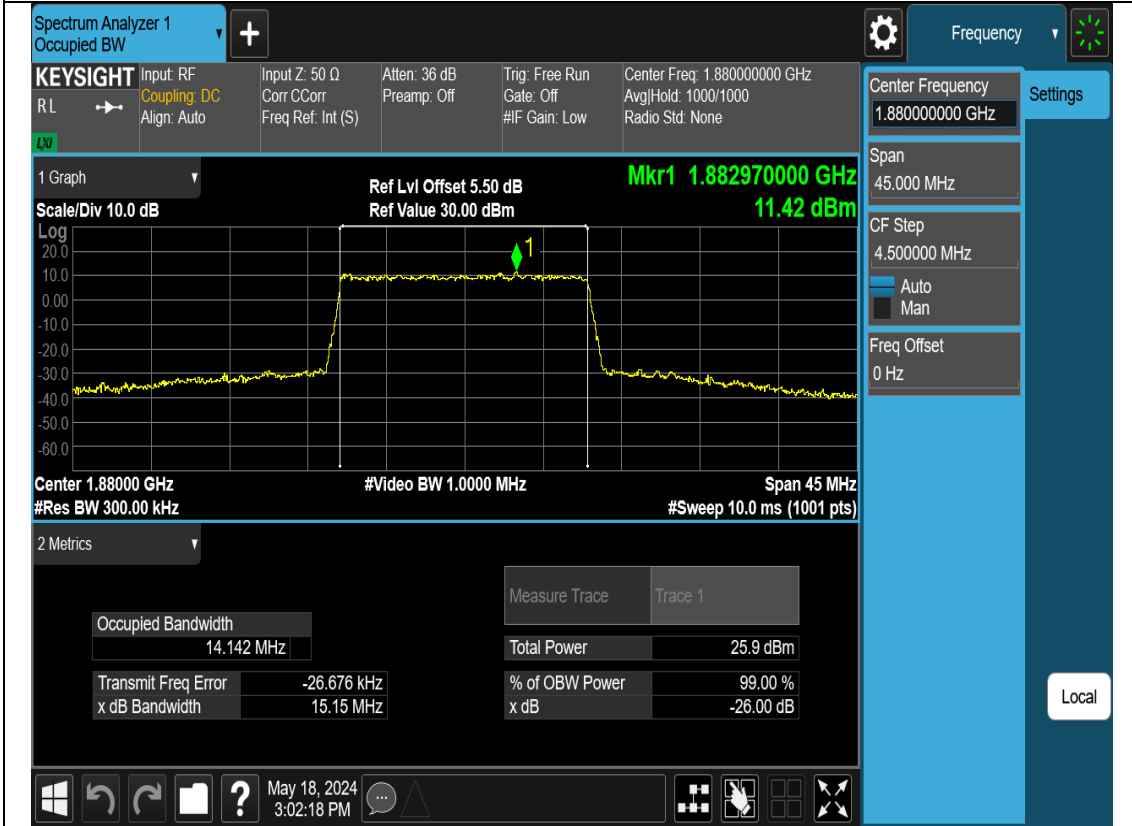 Spectrum Analyzer 1
Occupied BW
+
Frequency
KEYSIGHT
R L
LXI
Input: RF
Coupling: DC
Align: Auto
Input Z: 50 Ω
Corr CCorr
Freq Ref: Int (S)
Atten: 36 dB
Preamp: Off
Trig: Free Run
Gate: Off
#IF Gain: Low
Center Freq: 1.880000000 GHz
Avg|Hold: 1000/1000
Radio Std: None
Center Frequency
1.880000000 GHz
Settings
Span
45.000 MHz
CF Step
4.500000 MHz
Auto
Man
Freq Offset
0 Hz
Local
1 Graph
Scale/Div 10.0 dB
Ref Lvl Offset 5.50 dB
Ref Value 30.00 dBm
Mkr1 1.882970000 GHz
11.42 dBm
Log
20.0
10.0
0.00
-10.0
-20.0
-30.0
-40.0
-50.0
-60.0
1
Center 1.88000 GHz
#Res BW 300.00 kHz
#Video BW 1.0000 MHz
Span 45 MHz
#Sweep 10.0 ms (1001 pts)
2 Metrics
Measure Trace Trace 1
Occupied Bandwidth
14.142 MHz
Total Power 25.9 dBm
Transmit Freq Error -26.676 kHz
% of OBW Power 99.00 %
x dB Bandwidth 15.15 MHz
x dB -26.00 dB
?
May 18, 2024
3:02:18 PM